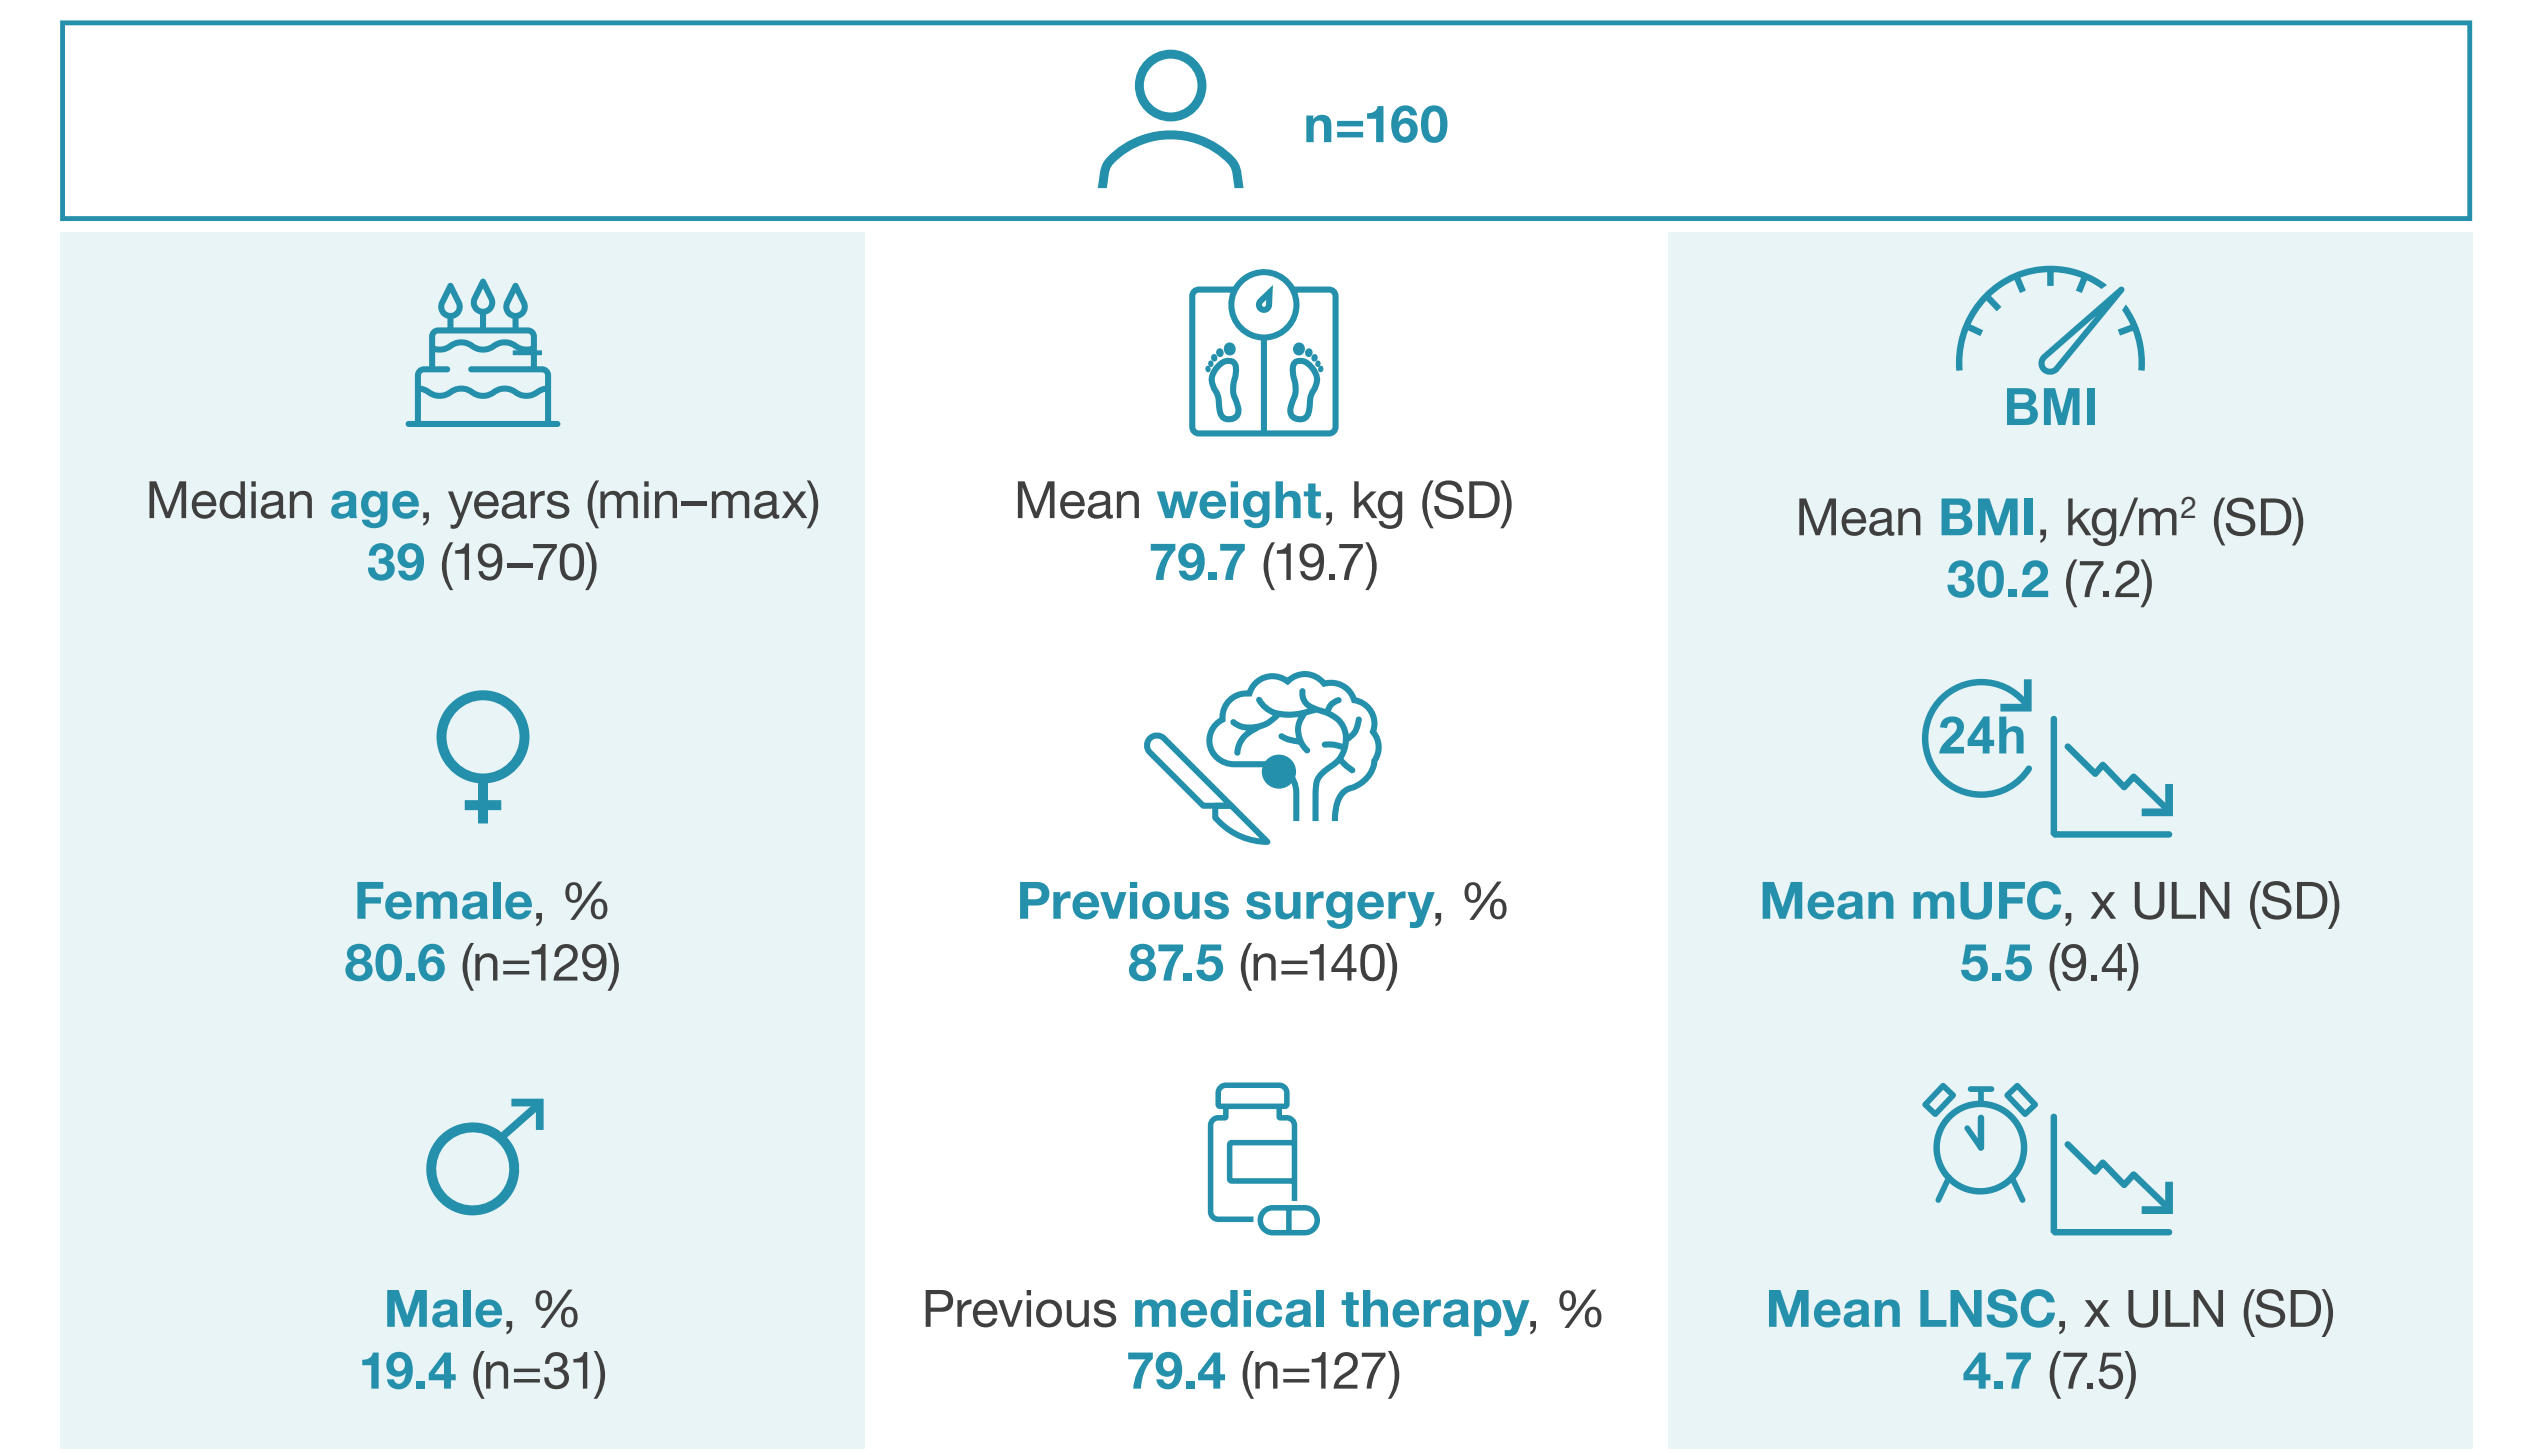 n=160
BMI
Median age, years (min–max)
39 (19–70)
Mean weight, kg (SD)
79.7 (19.7)
Mean BMI, kg/m² (SD)
30.2 (7.2)
24h
Female, %
80.6 (n=129)
Previous surgery, %
87.5 (n=140)
Mean mUFC, x ULN (SD)
5.5 (9.4)
Male, %
19.4 (n=31)
Previous medical therapy, %
79.4 (n=127)
Mean LNSC, x ULN (SD)
4.7 (7.5)